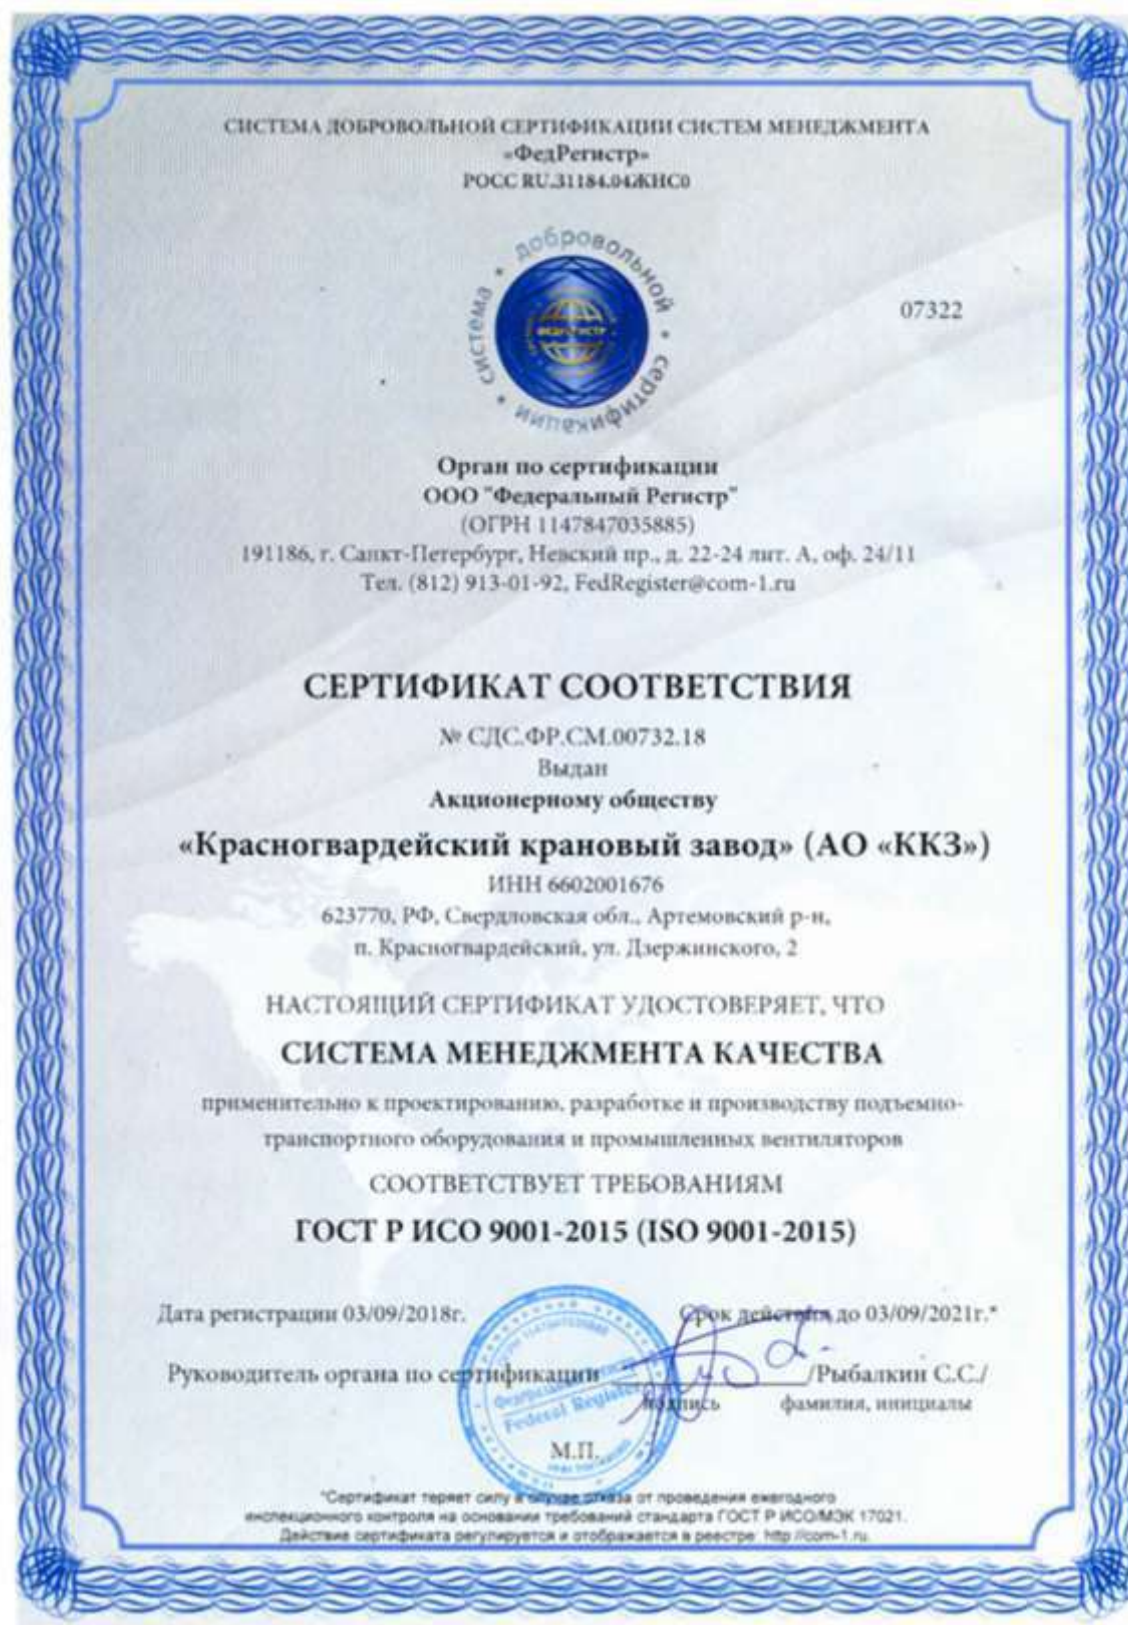 СИСТЕМА ДОБРОВОЛЬНОЙ СЕРТИФИКАЦИИ СИСТЕМ МЕНЕДЖМЕНТА
«ФедРегистр»
РОСС RU.31184.04ЖНС0
система • добровольной • сертификации •
ФЕДРЕГИСТР
07322
Орган по сертификации
ООО "Федеральный Регистр"
(ОГРН 1147847035885)
191186, г. Санкт-Петербург, Невский пр., д. 22-24 лит. А, оф. 24/11
Тел. (812) 913-01-92, FedRegister@com-1.ru
СЕРТИФИКАТ СООТВЕТСТВИЯ
№ СДС.ФР.СМ.00732.18
Выдан
Акционерному обществу
«Красногвардейский крановый завод» (АО «ККЗ»)
ИНН 6602001676
623770, РФ, Свердловская обл., Артемовский р-н,
п. Красногвардейский, ул. Дзержинского, 2
НАСТОЯЩИЙ СЕРТИФИКАТ УДОСТОВЕРЯЕТ, ЧТО
СИСТЕМА МЕНЕДЖМЕНТА КАЧЕСТВА
применительно к проектированию, разработке и производству подъемно-
транспортного оборудования и промышленных вентиляторов
СООТВЕТСТВУЕТ ТРЕБОВАНИЯМ
ГОСТ Р ИСО 9001-2015 (ISO 9001-2015)
Дата регистрации 03/09/2018г. Срок действия до 03/09/2021г.*
Руководитель органа по сертификации /Рыбалкин С.С./
подпись фамилия, инициалы
Federal Register
М.П.
*Сертификат теряет силу в случае отказа от проведения ежегодного
инспекционного контроля на основании требований стандарта ГОСТ Р ИСО/МЭК 17021.
Действие сертификата регулируется и отображается в реестре: http://com-1.ru.